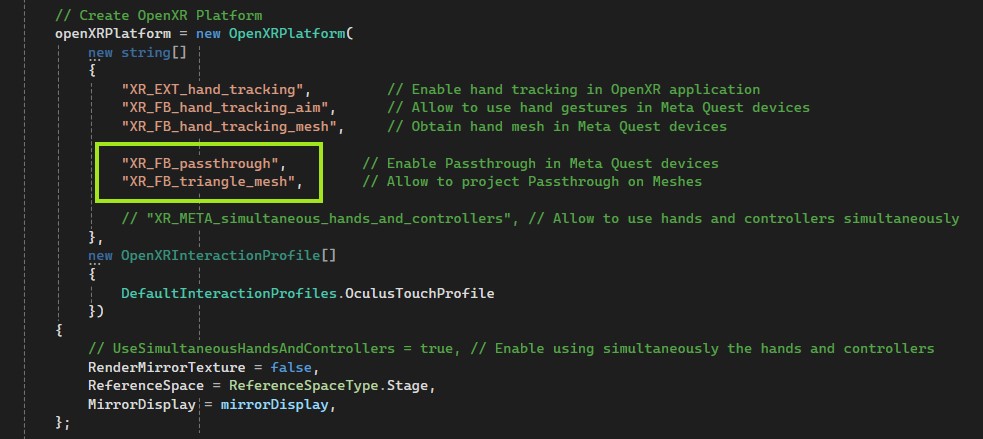 // Create OpenXR Platform
openXRPlatform = new OpenXRPlatform(
new string[]
{
"XR_EXT_hand_tracking", // Enable hand tracking in OpenXR application
"XR_FB_hand_tracking_aim", // Allow to use hand gestures in Meta Quest devices
"XR_FB_hand_tracking_mesh", // Obtain hand mesh in Meta Quest devices
"XR_FB_passthrough", // Enable Passthrough in Meta Quest devices
"XR_FB_triangle_mesh", // Allow to project Passthrough on Meshes
// "XR_META_simultaneous_hands_and_controllers", // Allow to use hands and controllers simultaneously
},
new OpenXRInteractionProfile[]
{
DefaultInteractionProfiles.OculusTouchProfile
})
{
// UseSimultaneousHandsAndControllers = true, // Enable using simultaneously the hands and controllers
RenderMirrorTexture = false,
ReferenceSpace = ReferenceSpaceType.Stage,
MirrorDisplay = mirrorDisplay,
};